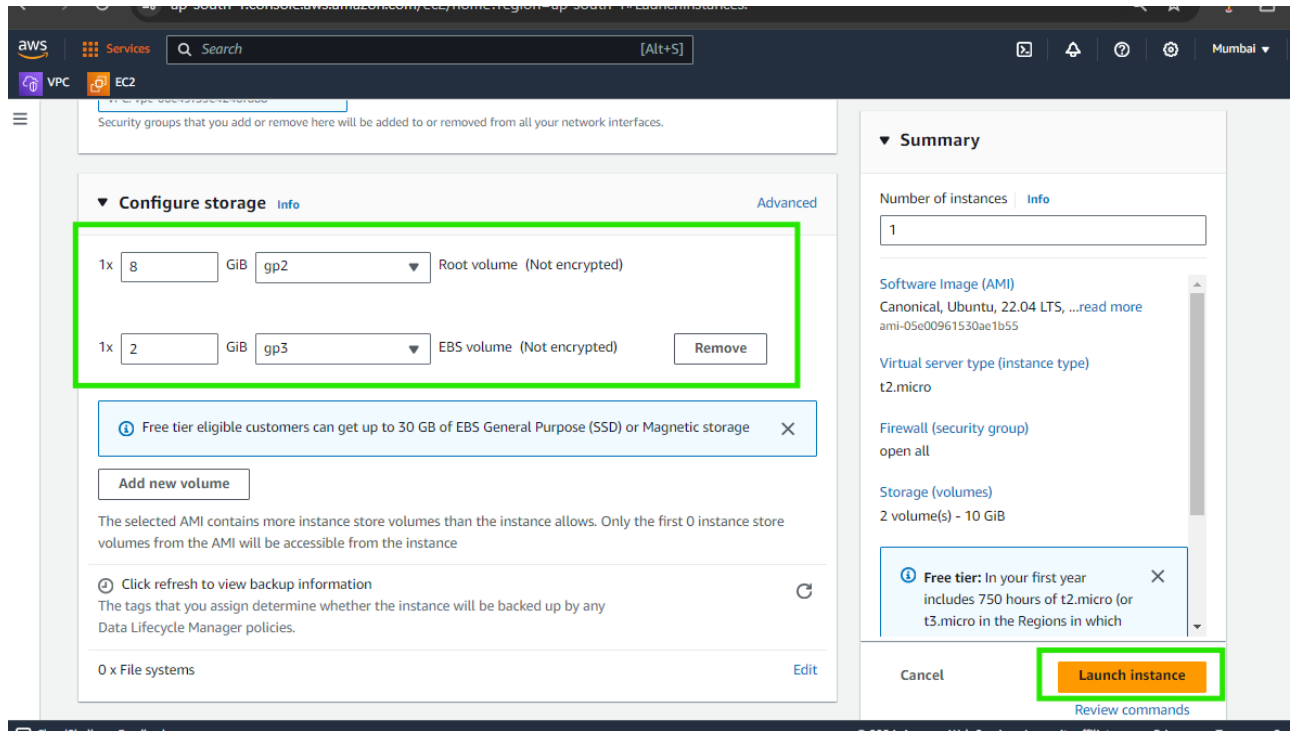 aws
Services
Search
[Alt+S]
Mumbai
VPC
EC2
Security groups that you add or remove here will be added to or removed from all your network interfaces.
Configure storage Info
Advanced
1x 8 GiB gp2 Root volume (Not encrypted)
1x 2 GiB gp3 EBS volume (Not encrypted) Remove
Free tier eligible customers can get up to 30 GB of EBS General Purpose (SSD) or Magnetic storage
Add new volume
The selected AMI contains more instance store volumes than the instance allows. Only the first 0 instance store
volumes from the AMI will be accessible from the instance
Click refresh to view backup information
The tags that you assign determine whether the instance will be backed up by any
Data Lifecycle Manager policies.
0 x File systems
Edit
Summary
Number of instances Info
1
Software Image (AMI)
Canonical, Ubuntu, 22.04 LTS, ...read more
ami-05e00961530ae1b55
Virtual server type (instance type)
t2.micro
Firewall (security group)
open all
Storage (volumes)
2 volume(s) - 10 GiB
Free tier: In your first year
includes 750 hours of t2.micro (or
t3.micro in the Regions in which
Cancel
Launch instance
Review commands